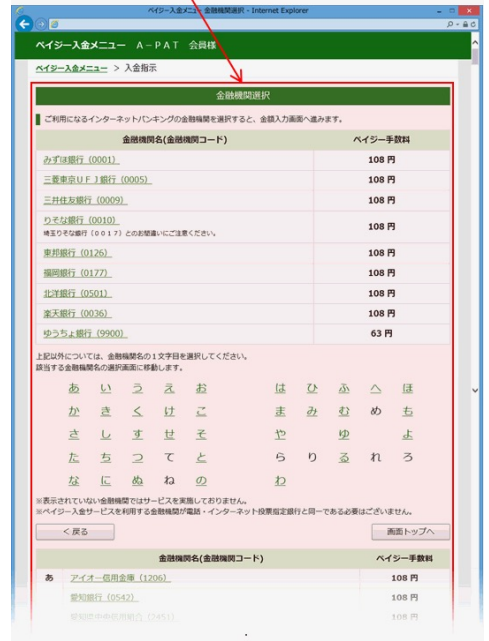 ペイジー入金メニュー 金融機関選択 - Internet Explorer
ペイジー入金メニュー A－PAT 会員様
ペイジー入金メニュー > 入金指示
金融機関選択
ご利用になるインターネットバンキングの金融機関を選択すると、金額入力画面へ進みます。
金融機関名(金融機関コード) ペイジー手数料
みずほ銀行 (0001) 108 円
三菱東京ＵＦＪ銀行 (0005) 108 円
三井住友銀行 (0009) 108 円
りそな銀行 (0010) 108 円
埼玉りそな銀行（００１７）とのお間違いにご注意ください。
東邦銀行 (0126) 108 円
福岡銀行 (0177) 108 円
北洋銀行 (0501) 108 円
楽天銀行 (0036) 108 円
ゆうちょ銀行 (9900) 63 円
上記以外については、金融機関名の１文字目を選択してください。
該当する金融機関名の選択画面に移動します。
あ い う え お は ひ ふ へ ほ
か き く け こ ま み む め も
さ し す せ そ や ゆ よ
た ち つ て と ら り る れ ろ
な に ぬ ね の わ
※表示されていない金融機関ではサービスを実施しておりません。
※ペイジー入金サービスを利用する金融機関が電話・インターネット投票指定銀行と同一である必要はございません。
< 戻る 画面トップへ
金融機関名(金融機関コード) ペイジー手数料
あ アイオー信用金庫 (1206) 108 円
愛知銀行 (0542) 108 円
愛知県中央信用組合 (2451) 108 円